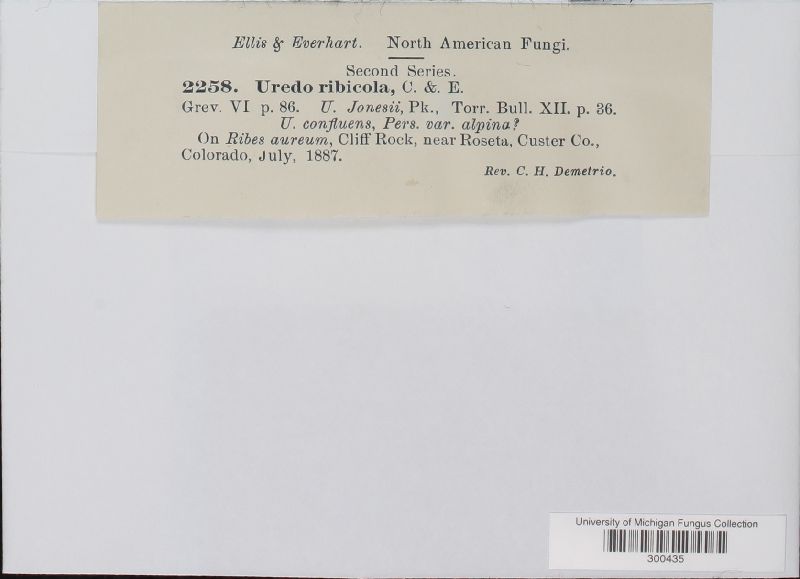 Ellis & Everhart. North American Fungi.
Second Series.
2258. Uredo ribicola, C. & E.
Grev. VI p. 86. U. Jonesii, Pk., Torr. Bull. XII. p. 36.
U. confluens, Pers. var. alpina?
On Ribes aureum, Cliff Rock, near Roseta, Custer Co.,
Colorado, July, 1887.
Rev. C. H. Demetrio.
University of Michigan Fungus Collection
300435